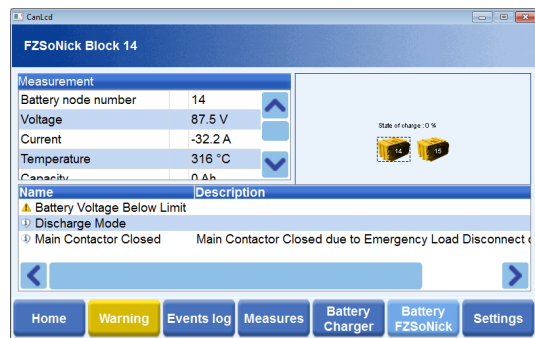 CanLcd
FZSoNick Block 14
Measurement
Battery node number 14
Voltage 87.5 V
Current -32.2 A
Temperature 316 °C
Capacity 0 Ah
State of charge : 0 %
14 15
Name Description
Battery Voltage Below Limit
Discharge Mode
Main Contactor Closed Main Contactor Closed due to Emergency Load Disconnect
Home Warning Events log Measures Battery Charger Battery FZSoNick Settings